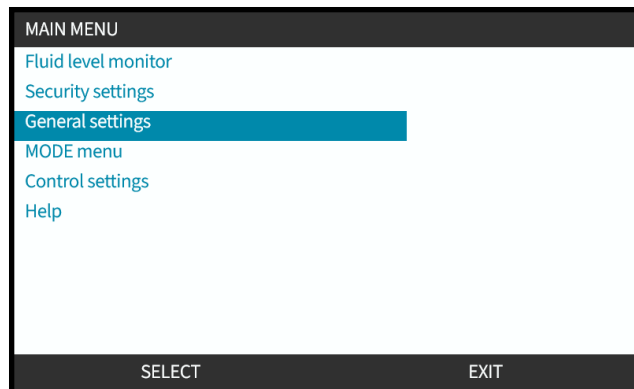 MAIN MENU
Fluid level monitor
Security settings
General settings
MODE menu
Control settings
Help
SELECT EXIT